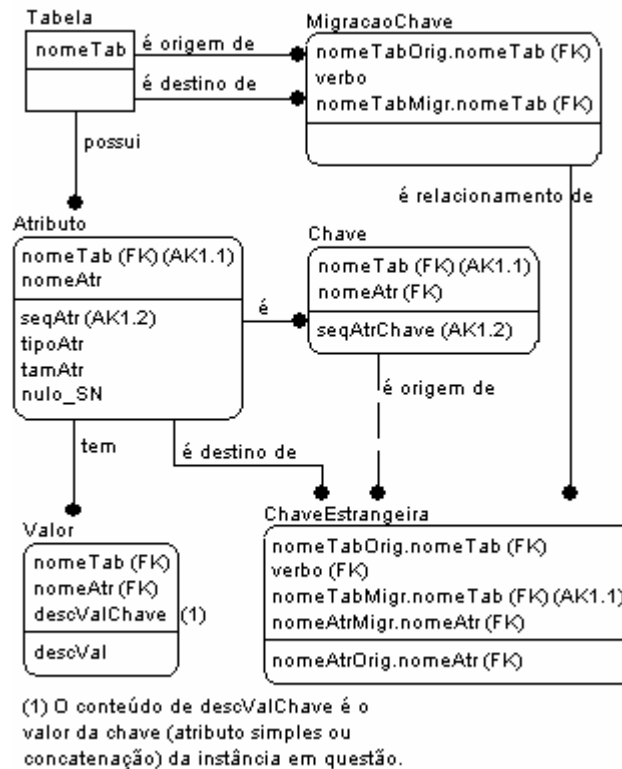 Tabela
nomeTab
é origem de
é destino de
MigracaoChave
nomeTabOrig.nomeTab (FK)
verbo
nomeTabMigr.nomeTab (FK)
possui
é relacionamento de
Atributo
nomeTab (FK) (AK1.1)
nomeAtr
seqAtr (AK1.2)
tipoAtr
tamAtr
nulo_SN
é
Chave
nomeTab (FK) (AK1.1)
nomeAtr (FK)
seqAtrChave (AK1.2)
é origem de
tem
é destino de
Valor
nomeTab (FK)
nomeAtr (FK)
descValChave (1)
descVal
ChaveEstrangeira
nomeTabOrig.nomeTab (FK)
verbo (FK)
nomeTabMigr.nomeTab (FK) (AK1.1)
nomeAtrMigr.nomeAtr (FK)
nomeAtrOrig.nomeAtr (FK)
(1) O conteúdo de descValChave é o
valor da chave (atributo simples ou
concatenação) da instância em questão.